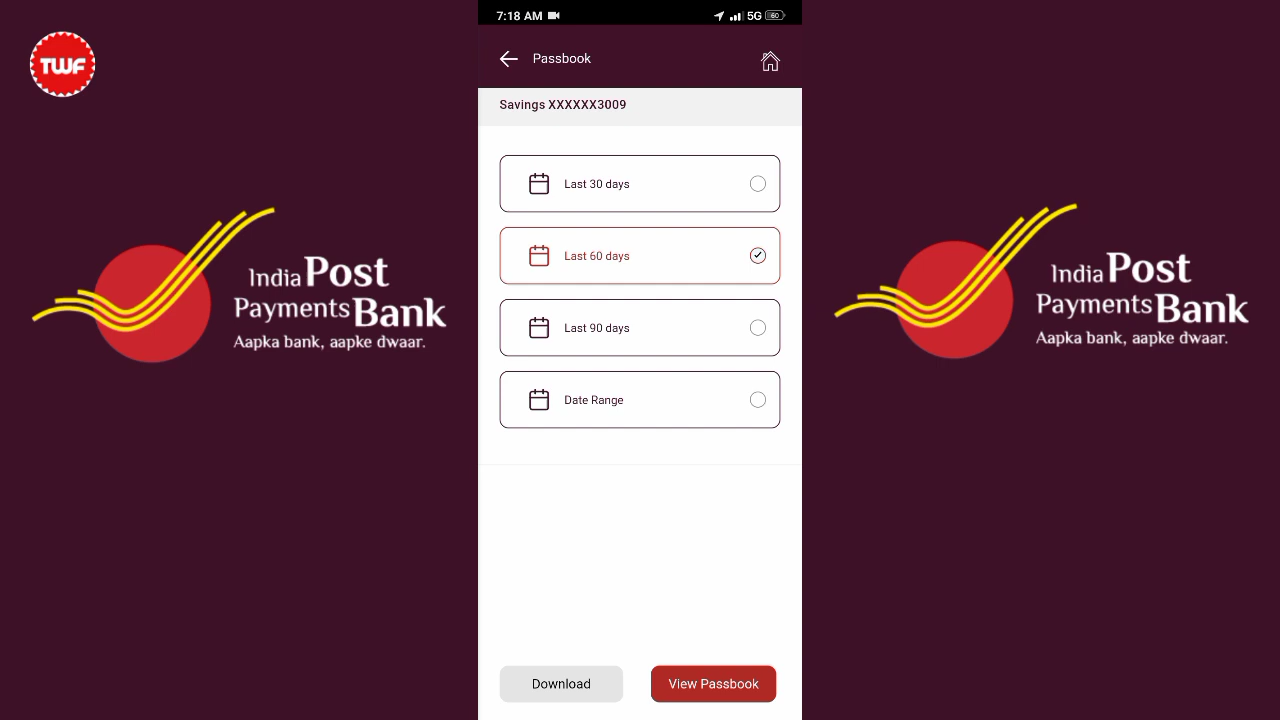 TWF
India Post
Payments Bank
Aapka bank, aapke dwaar.
7:18 AM
5G 60
Passbook
Savings XXXXXX3009
Last 30 days
Last 60 days
Last 90 days
Date Range
Download
View Passbook
India Post
Payments Bank
Aapka bank, aapke dwaar.